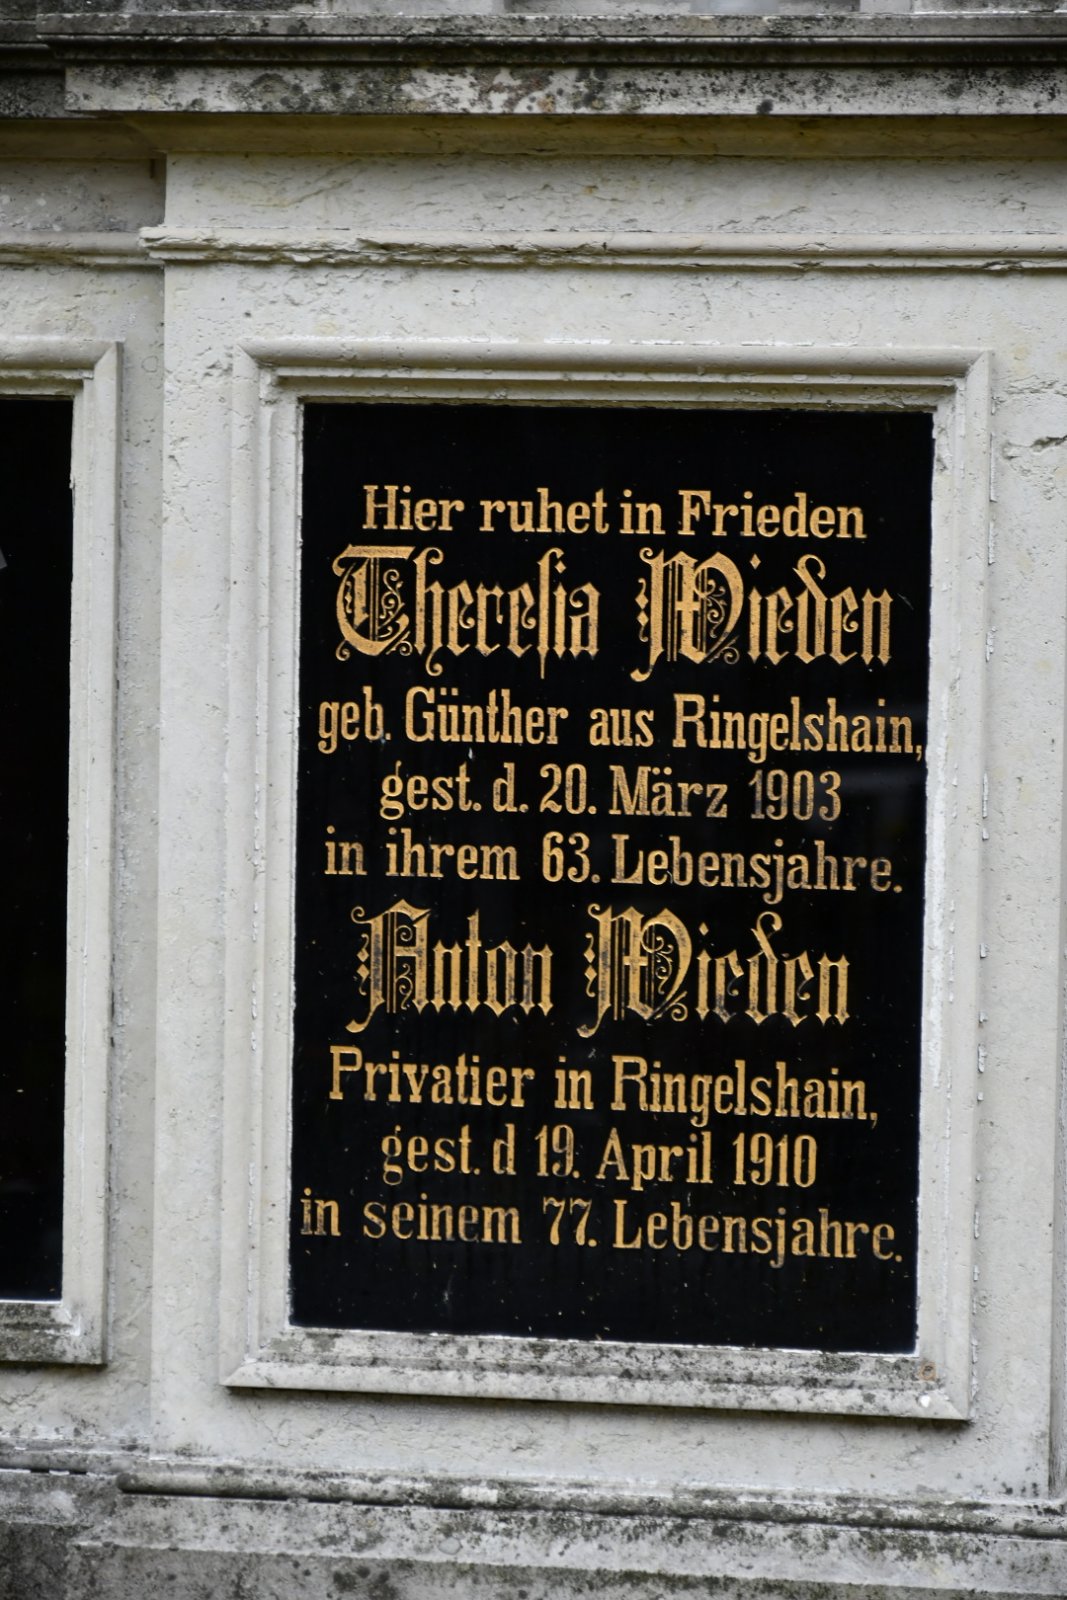 Hier ruhet in Frieden
Theresia Mieden
geb. Günther aus Ringelshain,
gest. d. 20. März 1903
in ihrem 63. Lebensjahre.
Anton Mieden
Privatier in Ringelshain,
gest. d 19. April 1910
in seinem 77. Lebensjahre.